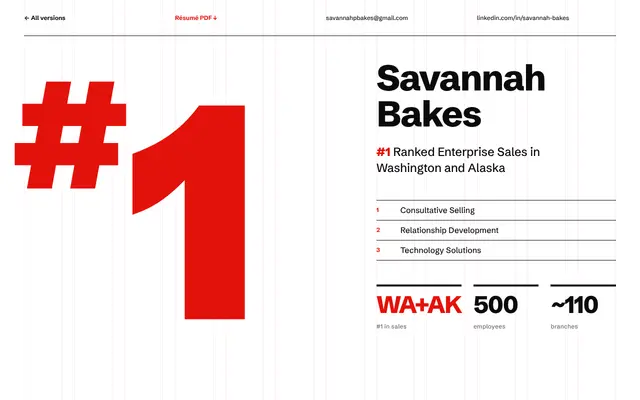 ← All versions
Résumé PDF ↓
savannahpbakes@gmail.com
linkedin.com/in/savannah-bakes
#1
Savannah
Bakes
#1 Ranked Enterprise Sales in
Washington and Alaska
1 Consultative Selling
2 Relationship Development
3 Technology Solutions
WA+AK
#1 in sales
500
employees
~110
branches